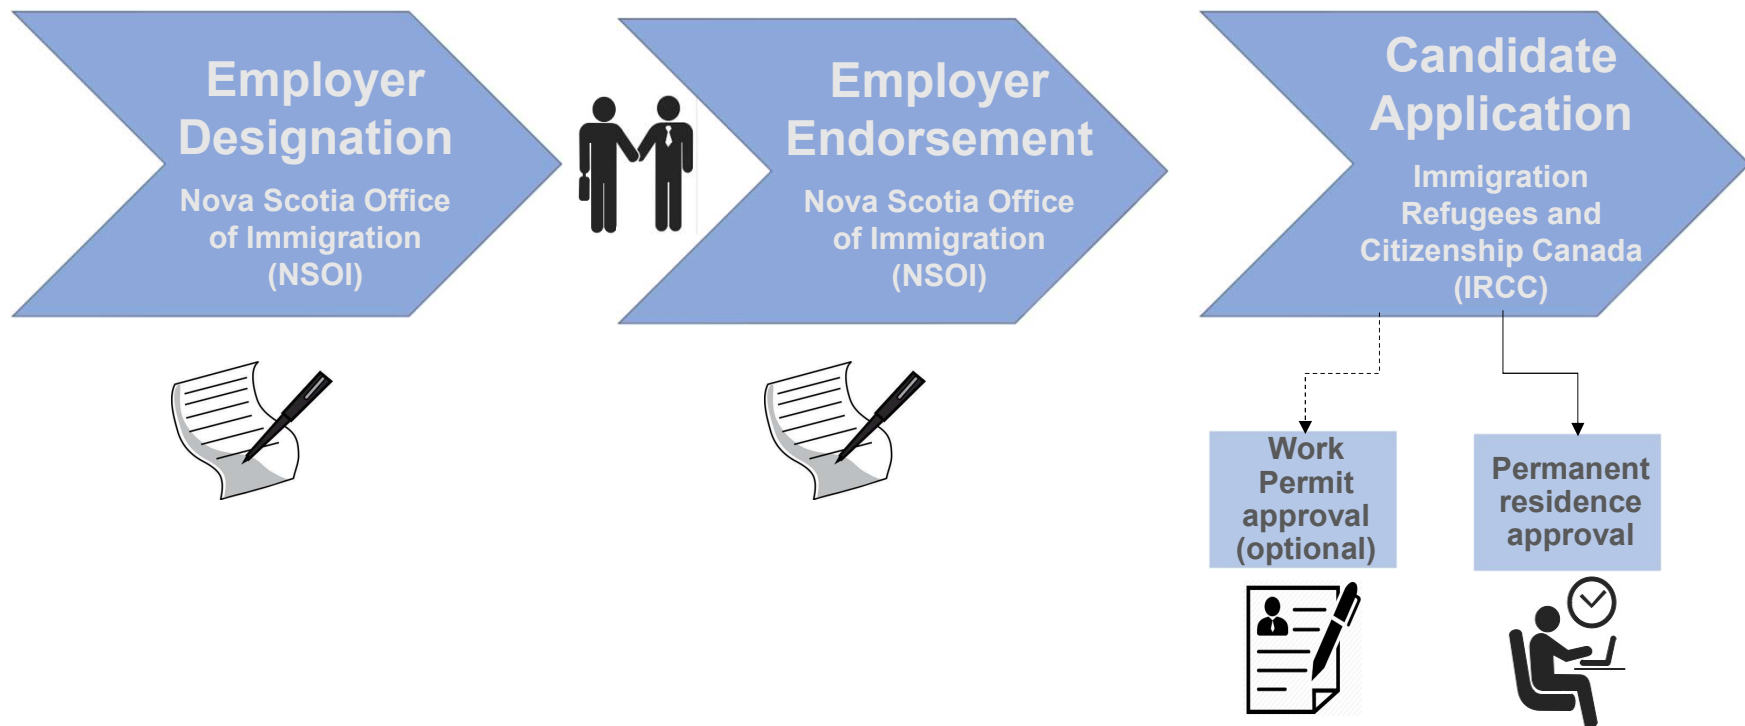 Employer
Designation
Nova Scotia Office
of Immigration
(NSOI)
Employer
Endorsement
Nova Scotia Office
of Immigration
(NSOI)
Candidate
Application
Immigration
Refugees and
Citizenship Canada
(IRCC)
Work
Permit
approval
(optional)
Permanent
residence
approval